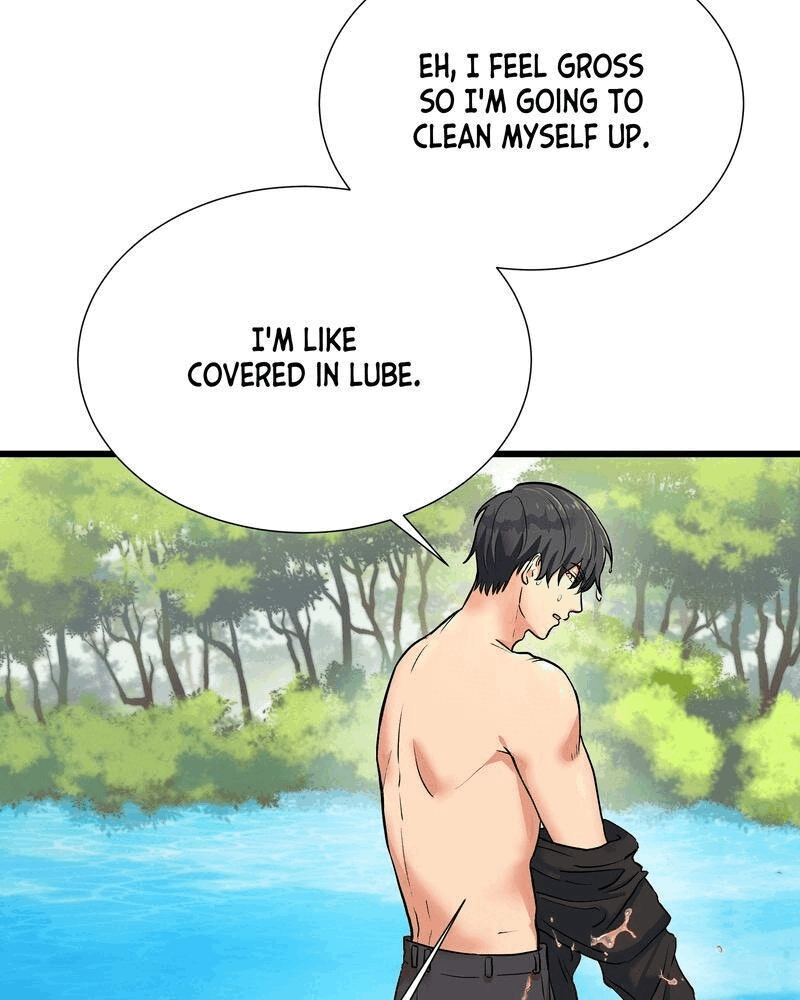 EH, I FEEL GROSS
SO I'M GOING TO
CLEAN MYSELF UP.
I'M LIKE
COVERED IN LUBE.